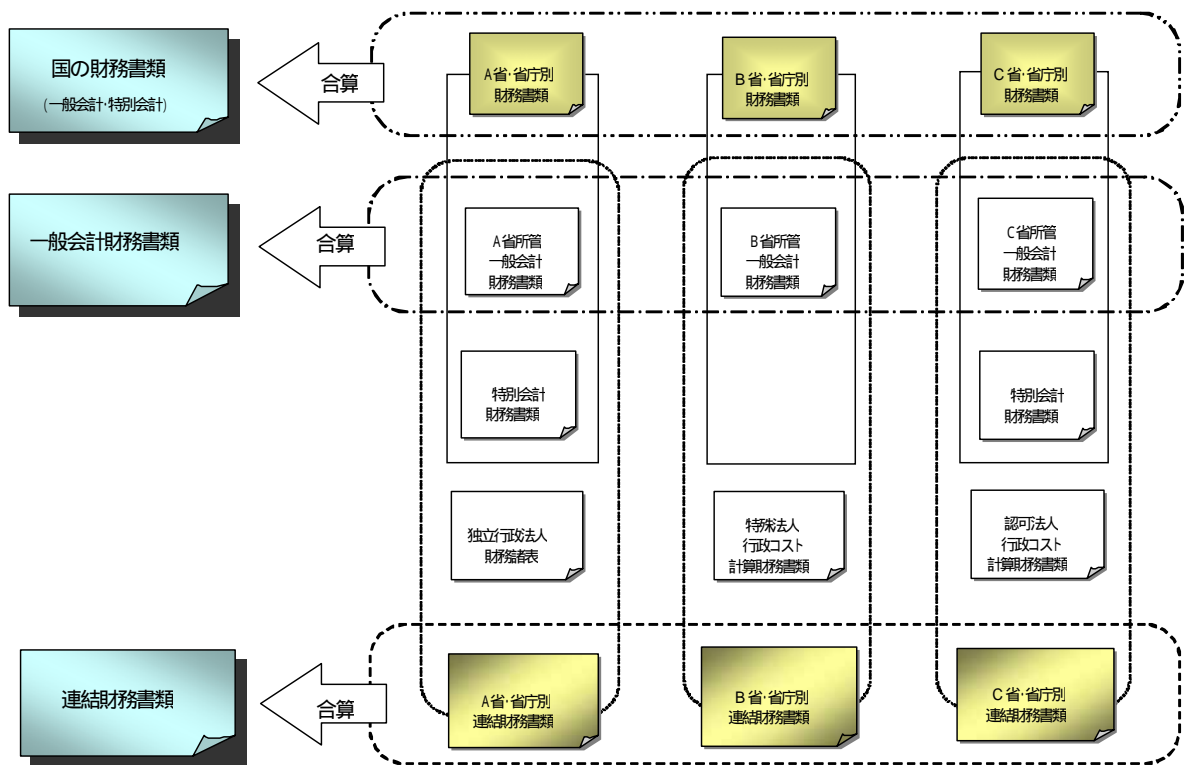 国の財務書類
(一般会計・特別会計)
合算
A省・省庁別
財務書類
B省・省庁別
財務書類
C省・省庁別
財務書類
一般会計財務書類
合算
A省所管
一般会計
財務書類
B省所管
一般会計
財務書類
C省所管
一般会計
財務書類
特別会計
財務書類
特別会計
財務書類
独立行政法人
財務諸表
特殊法人
行政コスト
計算財務書類
認可法人
行政コスト
計算財務書類
連結財務書類
合算
A省・省庁別
連結財務書類
B省・省庁別
連結財務書類
C省・省庁別
連結財務書類